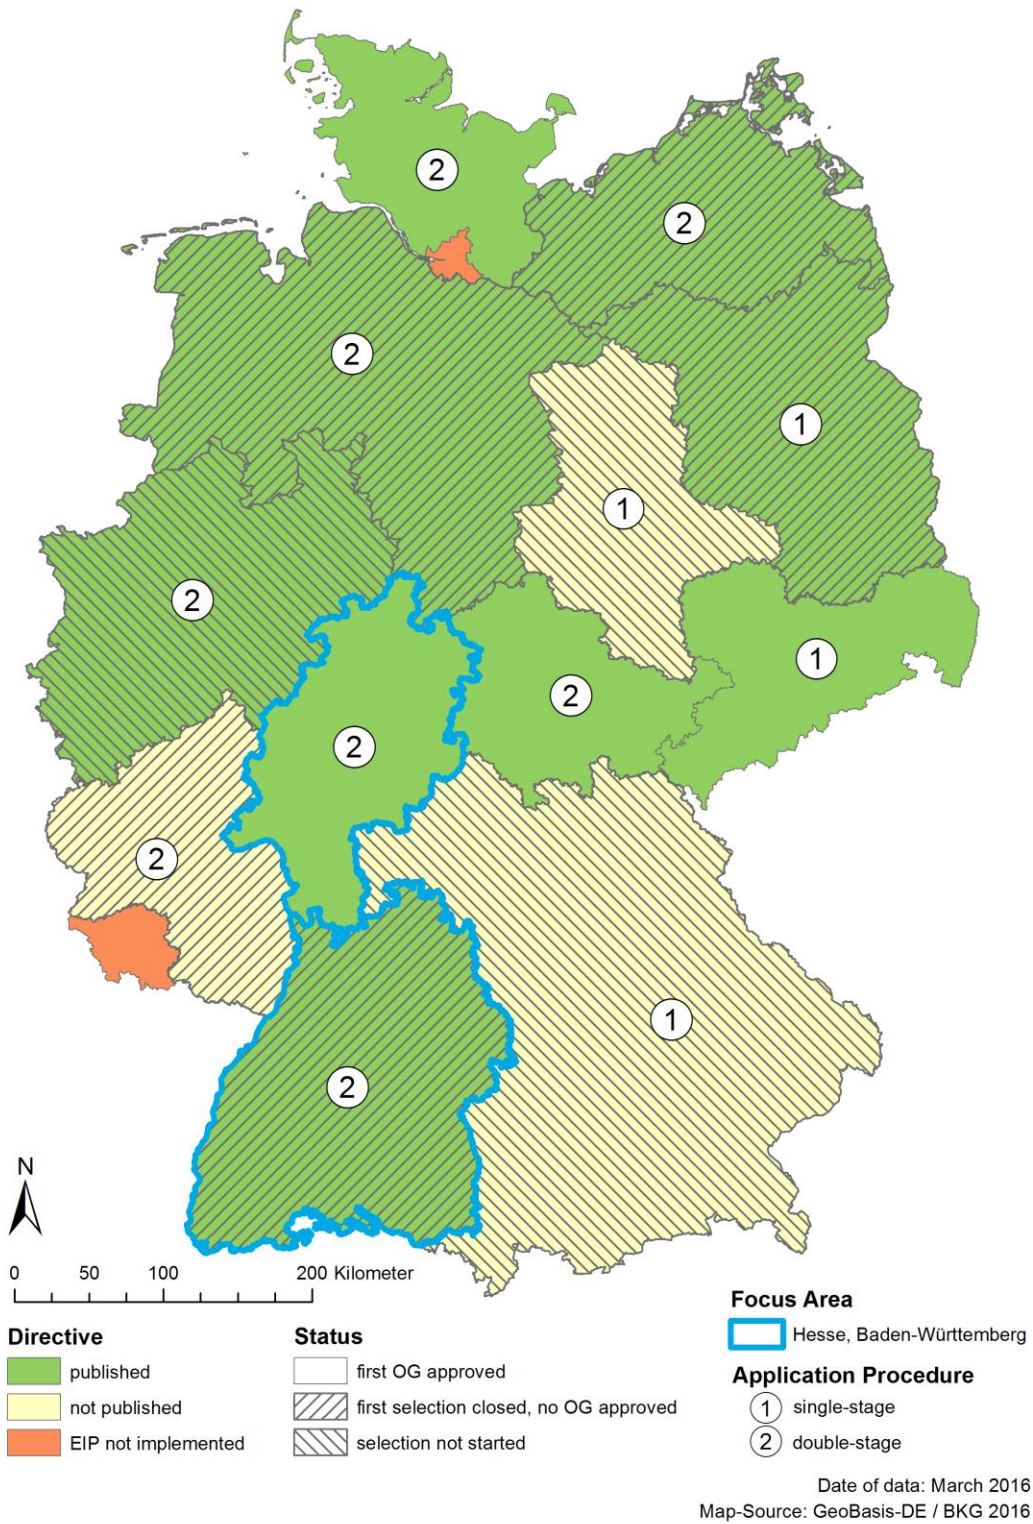 2
2
2
1
1
2
1
2
2
2
1
2
N
0 50 100 200 Kilometer
Focus Area
Hesse, Baden-Württemberg
Directive
published
not published
EIP not implemented
Status
first OG approved
first selection closed, no OG approved
selection not started
Application Procedure
1 single-stage
2 double-stage
Date of data: March 2016
Map-Source: GeoBasis-DE / BKG 2016